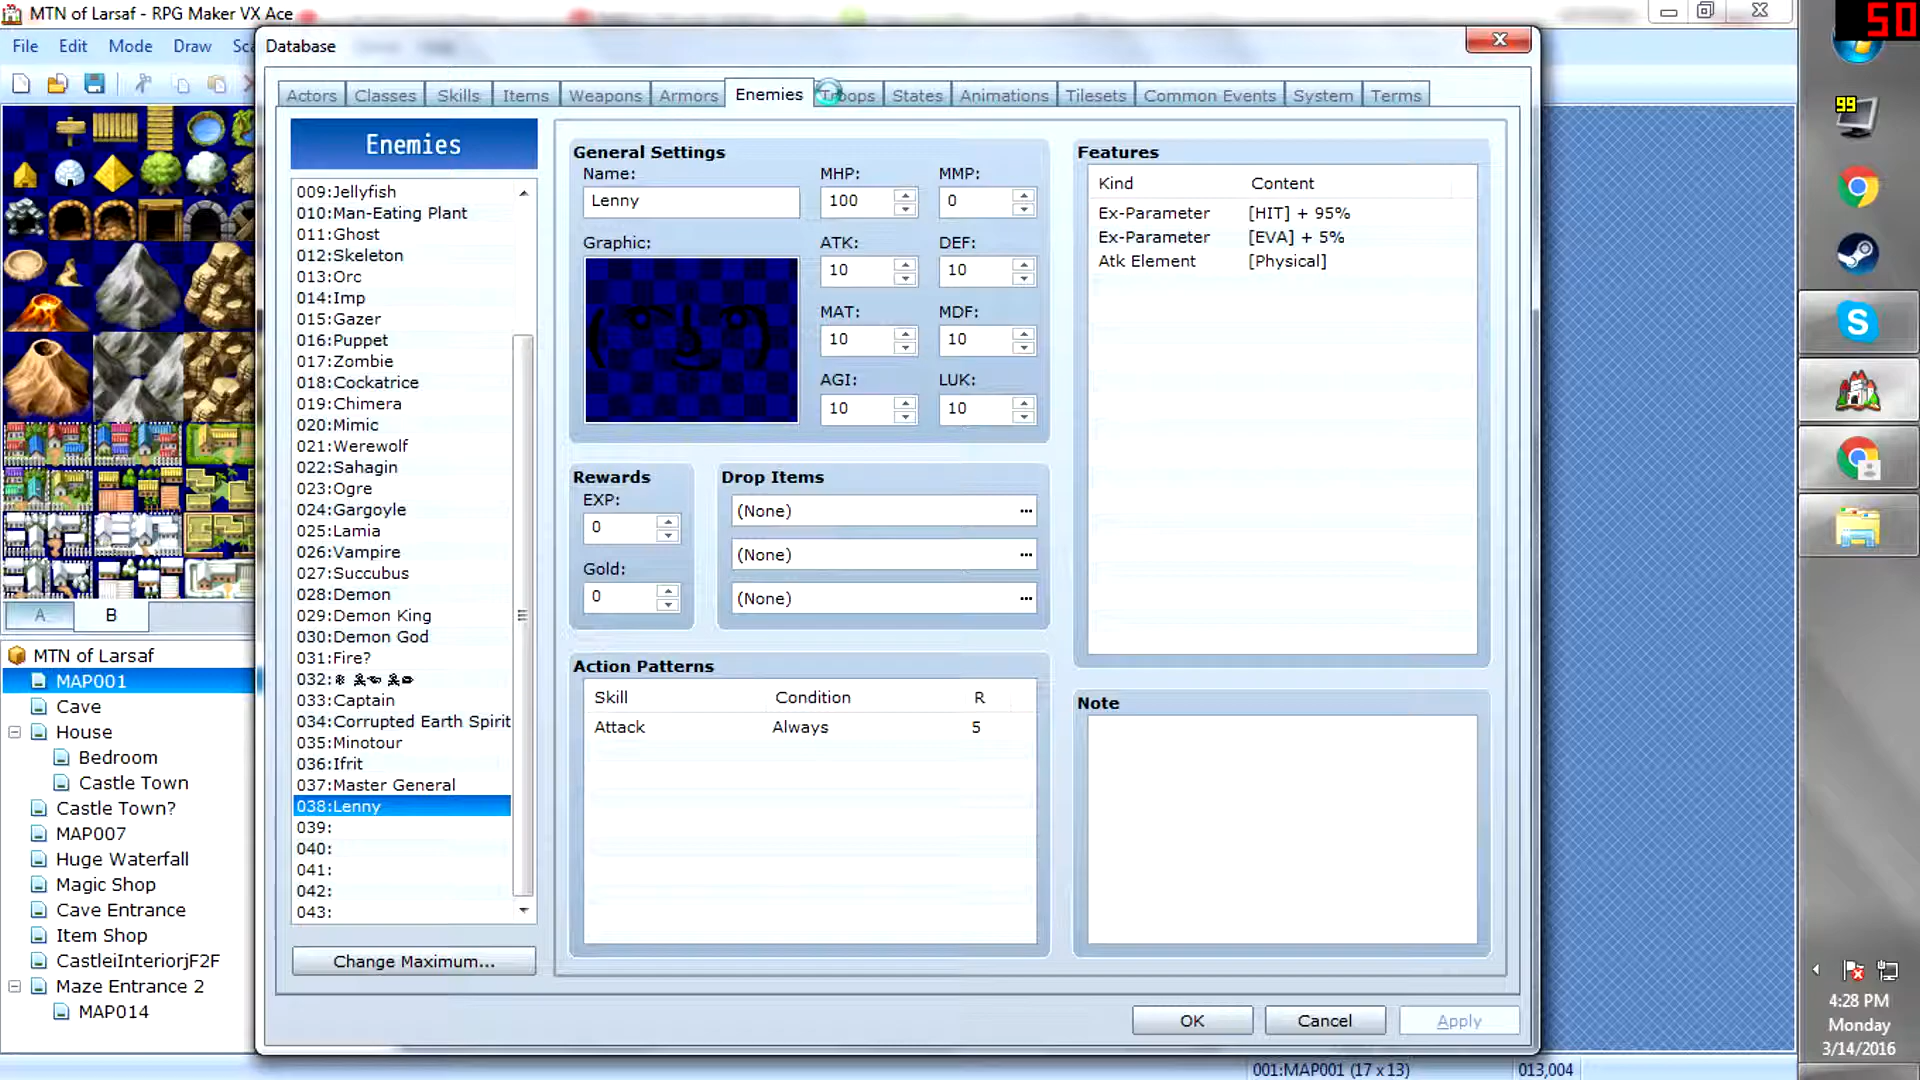 MTN of Larsaf - RPG Maker VX Ace
50
File Edit Mode Draw Sc
Database
Actors Classes Skills Items Weapons Armors Enemies Troops States Animations Tilesets Common Events System Terms
99
Enemies
009:Jellyfish
010:Man-Eating Plant
011:Ghost
012:Skeleton
013:Orc
014:Imp
015:Gazer
016:Puppet
017:Zombie
018:Cockatrice
019:Chimera
020:Mimic
021:Werewolf
022:Sahagin
023:Ogre
024:Gargoyle
025:Lamia
026:Vampire
027:Succubus
028:Demon
029:Demon King
030:Demon God
031:Fire?
032:
033:Captain
034:Corrupted Earth Spirit
035:Minotour
036:Ifrit
037:Master General
038:Lenny
039:
040:
041:
042:
043:
Change Maximum...
General Settings
Name: MHP: MMP:
Lenny 100 0
Graphic: ATK: DEF:
10 10
( ͡° ͜ʖ ͡°)
MAT: MDF:
10 10
AGI: LUK:
10 10
Rewards
EXP:
0
Gold:
0
Drop Items
(None) ...
(None) ...
(None) ...
Action Patterns
Skill Condition R
Attack Always 5
Features
Kind Content
Ex-Parameter [HIT] + 95%
Ex-Parameter [EVA] + 5%
Atk Element [Physical]
Note
OK Cancel Apply
A B
MTN of Larsaf
MAP001
Cave
House
Bedroom
Castle Town
Castle Town?
MAP007
Huge Waterfall
Magic Shop
Cave Entrance
Item Shop
CastleiInteriorjF2F
Maze Entrance 2
MAP014
001:MAP001 (17 x 13) 013,004
S
4:28 PM
Monday
3/14/2016